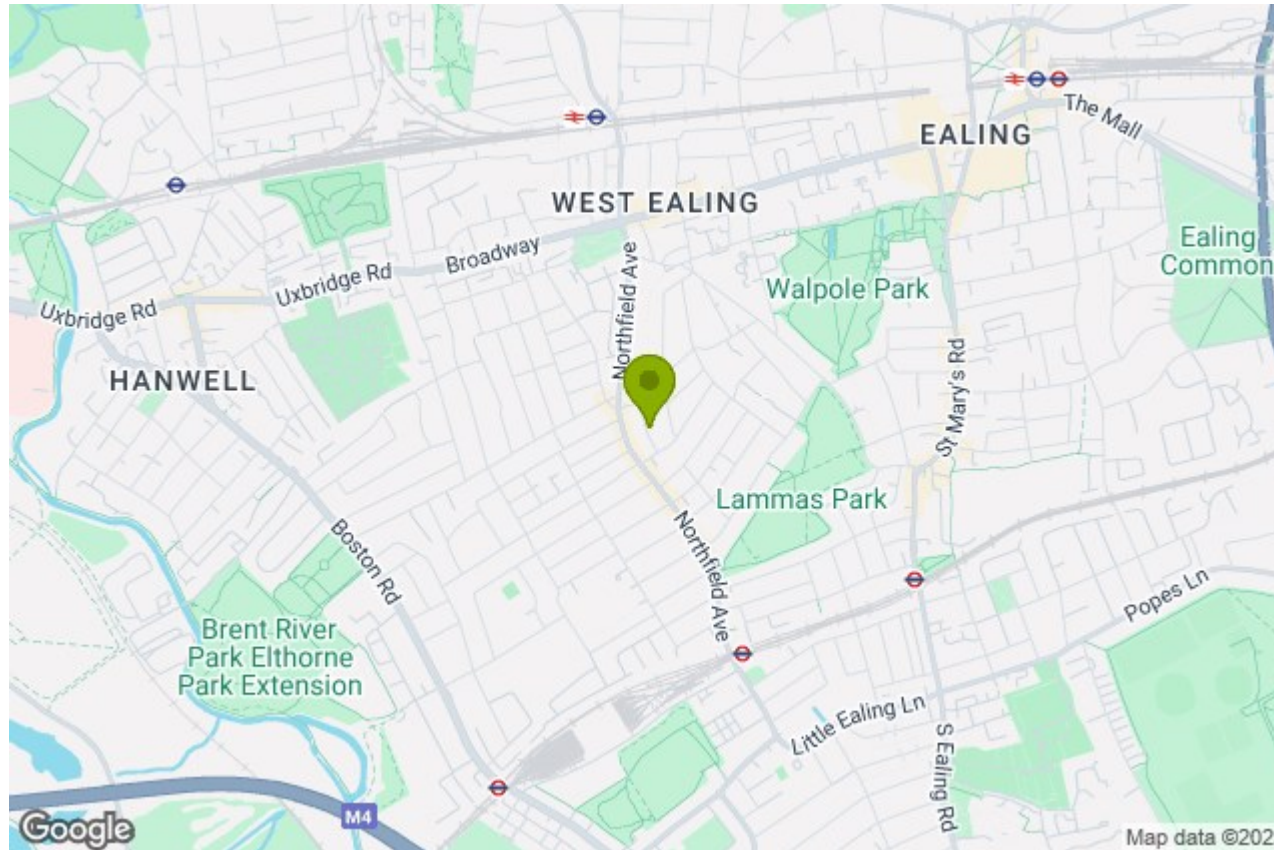 The Mall
EALING
WEST EALING
Broadway
Uxbridge Rd
Uxbridge Rd
Northfield Ave
Walpole Park
Ealing
Common
HANWELL
St Mary's Rd
Lammas Park
Boston Rd
Northfield Ave
Popes Ln
Brent River
Park Elthorne
Park Extension
Little Ealing Ln
S Ealing Rd
M4
Google
Map data ©202